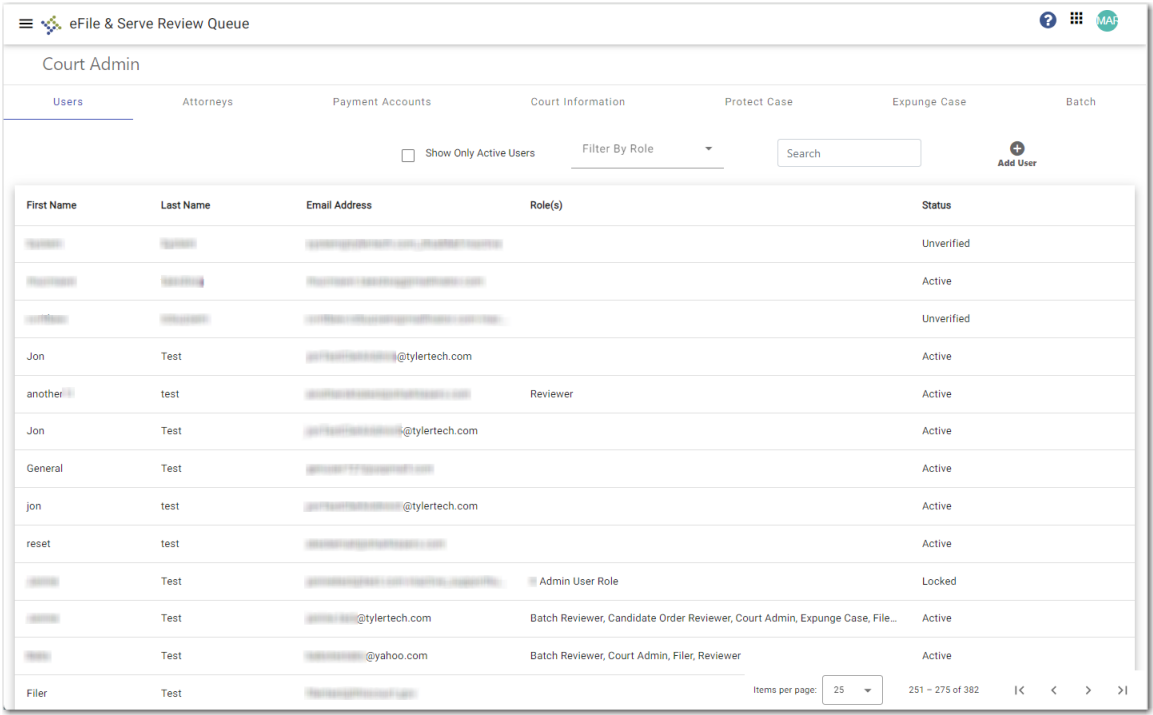 eFile & Serve Review Queue ? MAR
Court Admin
Users Attorneys Payment Accounts Court Information Protect Case Expunge Case Batch
Show Only Active Users Filter By Role Search Add User
First Name Last Name Email Address Role(s) Status
Unverified
Active
Unverified
Jon Test @tylertech.com Active
another test Reviewer Active
Jon Test @tylertech.com Active
General Test Active
jon test @tylertech.com Active
reset test Active
Test Admin User Role Locked
Test @tylertech.com Batch Reviewer, Candidate Order Reviewer, Court Admin, Expunge Case, File... Active
Test @yahoo.com Batch Reviewer, Court Admin, Filer, Reviewer Active
Filer Test
Items per page: 25 251 – 275 of 382